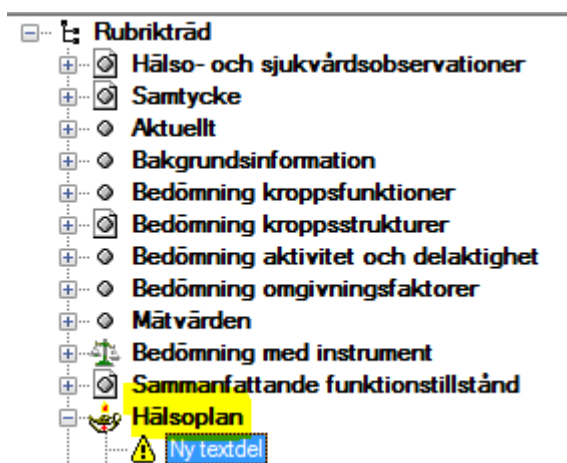 Rubrikträd
Hälso- och sjukvårdsobservationer
Samtycke
Aktuellt
Bakgrundsinformation
Bedömning kroppsfunktioner
Bedömning kroppsstrukturer
Bedömning aktivitet och delaktighet
Bedömning omgivningsfaktorer
Mätvärden
Bedömning med instrument
Sammanfattande funktionstillstånd
Hälsoplan
Ny textdel